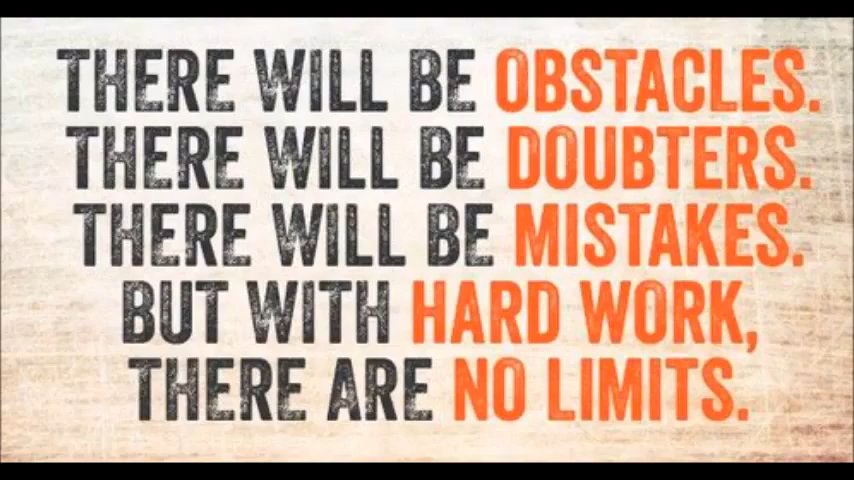 THERE WILL BE OBSTACLES.
THERE WILL BE DOUBTERS.
THERE WILL BE MISTAKES.
BUT WITH HARD WORK,
THERE ARE NO LIMITS.